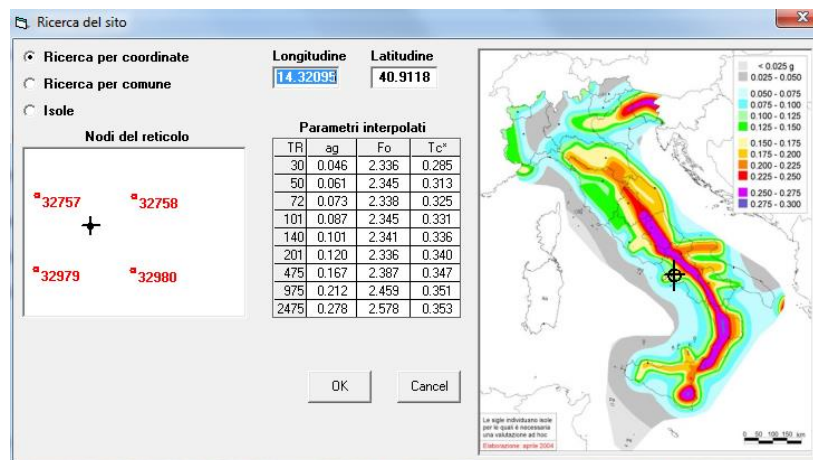 Ricerca del sito
Ricerca per coordinate
Ricerca per comune
Isole
Longitudine Latitudine
14.32095 40.9118
Nodi del reticolo
32757 32758
32979 32980
Parametri interpolati
TR ag Fo Tc*
30 0.046 2.336 0.285
50 0.061 2.345 0.313
72 0.073 2.338 0.325
101 0.087 2.345 0.331
140 0.101 2.341 0.336
201 0.120 2.336 0.340
475 0.167 2.387 0.347
975 0.212 2.459 0.351
2475 0.278 2.578 0.353
OK Cancel
< 0.025 g
0.025 - 0.050
0.050 - 0.075
0.075 - 0.100
0.100 - 0.125
0.125 - 0.150
0.150 - 0.175
0.175 - 0.200
0.200 - 0.225
0.225 - 0.250
0.250 - 0.275
0.275 - 0.300
Le sigle individuano isole
per le quali è necessaria
una valutazione ad hoc
Elaborazione: aprile 2004
0 50 100 150 km